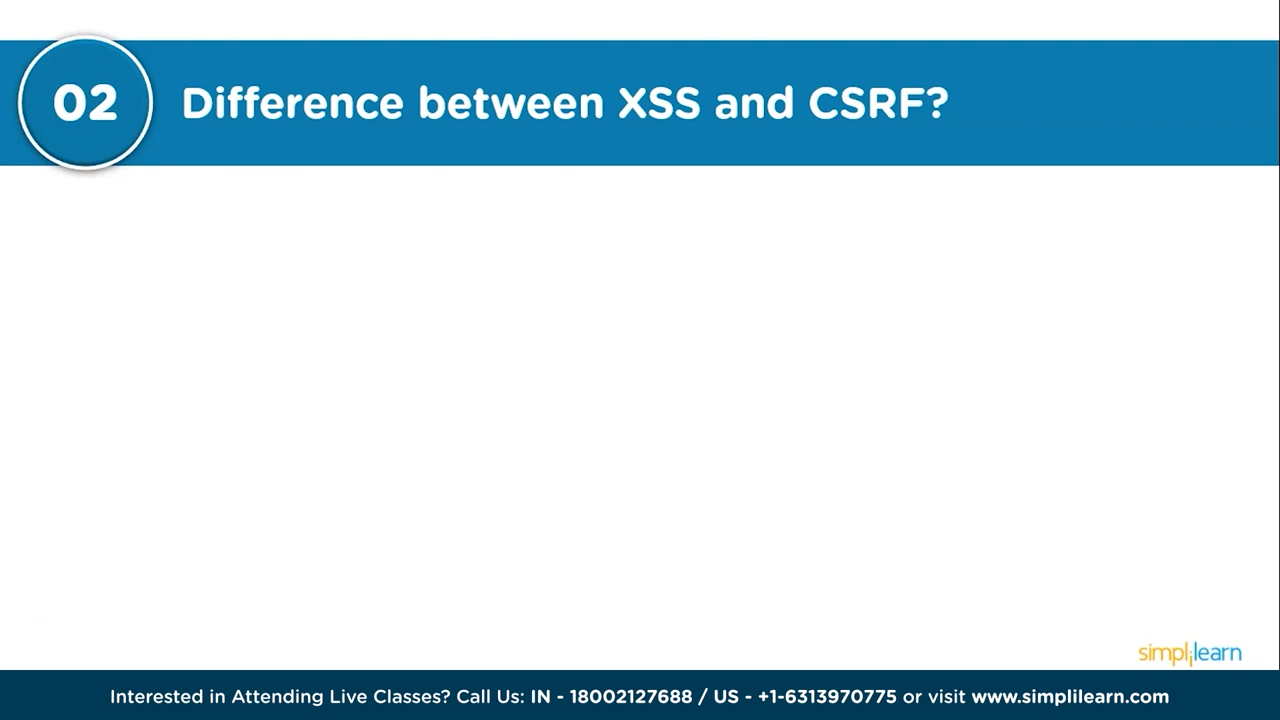 02
Difference between XSS and CSRF?
simplilearn
Interested in Attending Live Classes? Call Us: IN - 18002127688 / US - +1-6313970775 or visit www.simplilearn.com